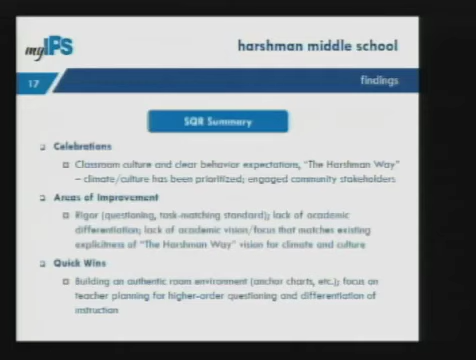 myIPS
harshman middle school
17
findings
SQR Summary
Celebrations
Classroom culture and clear behavior expectations, "The Harshman Way"
– climate/culture has been prioritized; engaged community stakeholders
Areas of Improvement
Rigor (questioning, task-matching standard); lack of academic
differentiation; lack of academic vision/focus that matches existing
explicitness of "The Harshman Way" vision for climate and culture
Quick Wins
Building an authentic room environment (anchor charts, etc.); focus on
teacher planning for higher-order questioning and differentiation of
instruction